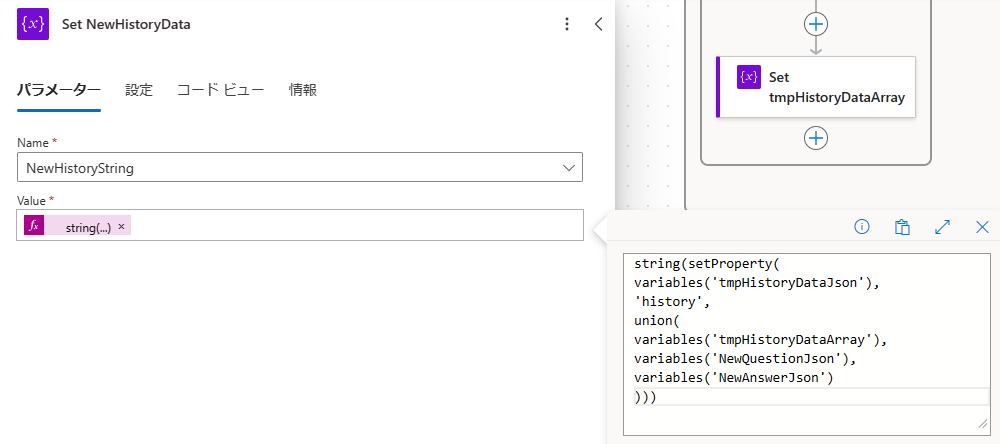 {x} Set NewHistoryData
パラメーター 設定 コード ビュー 情報
Name *
NewHistoryString
Value *
fx string(...) ×
{x} Set
tmpHistoryDataArray
string(setProperty(
variables('tmpHistoryDataJson'),
'history',
union(
variables('tmpHistoryDataArray'),
variables('NewQuestionJson'),
variables('NewAnswerJson')
)))